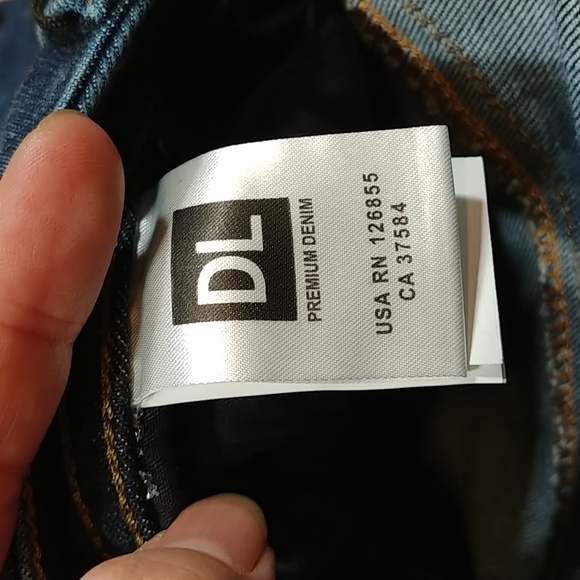 DL
PREMIUM DENIM
USA RN 126855
CA 37584